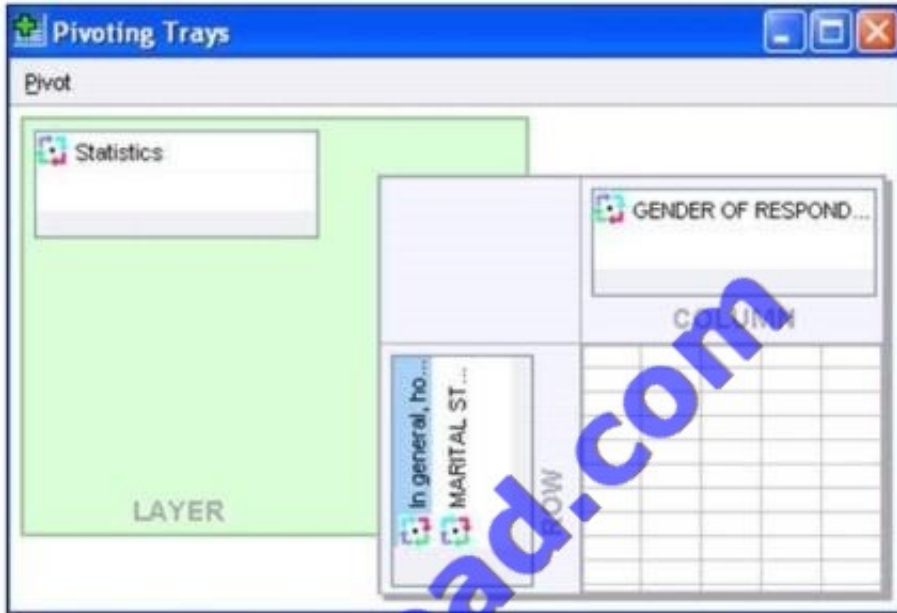 Pivoting Trays
Pivot
Statistics
GENDER OF RESPOND...
COLUMN
In general, ho...
MARITAL ST...
ROW
LAYER
ad.com